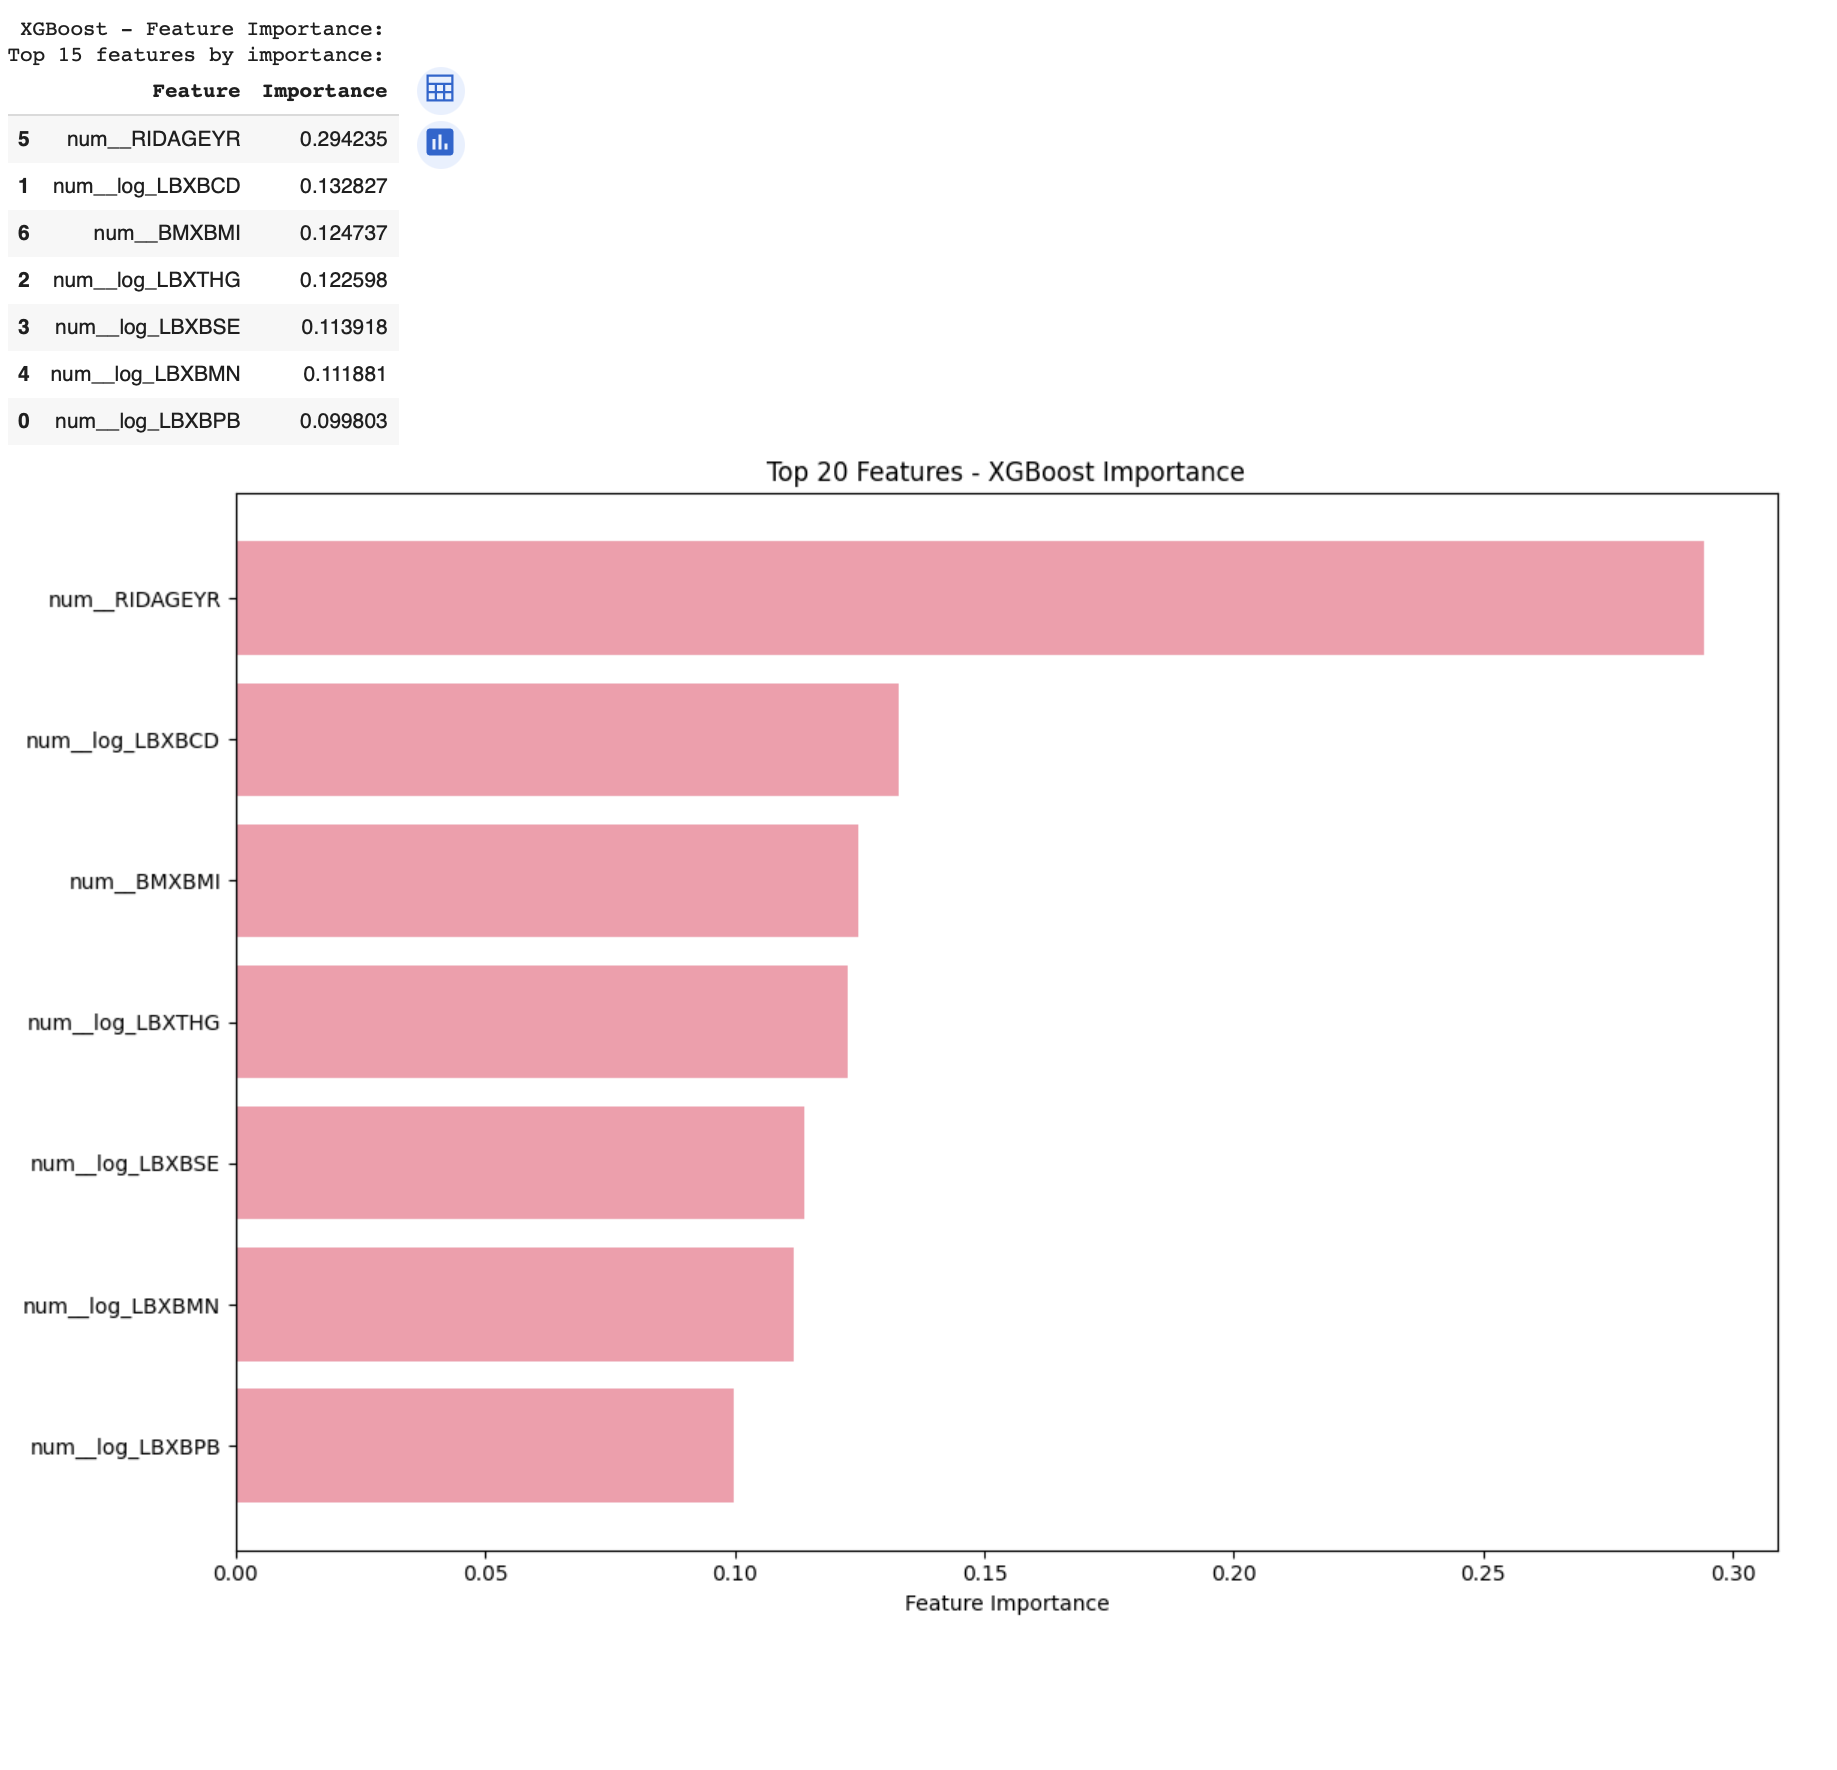 XGBoost – Feature Importance:
Top 15 features by importance:
Feature Importance
5 num__RIDAGEYR 0.294235
1 num__log_LBXBCD 0.132827
6 num__BMXBMI 0.124737
2 num__log_LBXTHG 0.122598
3 num__log_LBXBSE 0.113918
4 num__log_LBXBMN 0.111881
0 num__log_LBXBPB 0.099803
Top 20 Features - XGBoost Importance
num__RIDAGEYR
num__log_LBXBCD
num__BMXBMI
num__log_LBXTHG
num__log_LBXBSE
num__log_LBXBMN
num__log_LBXBPB
0.00 0.05 0.10 0.15 0.20 0.25 0.30
Feature Importance